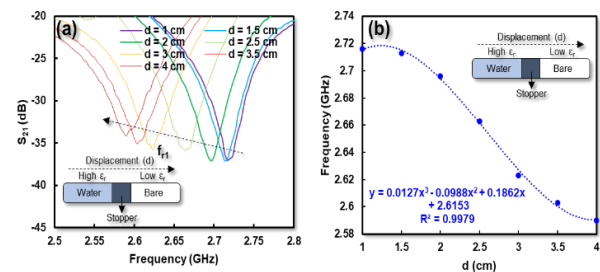 (a)
d = 1 cm
d = 1.5 cm
d = 2 cm
d = 2.5 cm
d = 3 cm
d = 3.5 cm
d = 4 cm
-20
-25
-30
-35
-40
-45
S21 (dB)
fr1
Displacement (d)
High εr
Low εr
Water
Bare
Stopper
2.5
2.55
2.6
2.65
2.7
2.75
2.8
Frequency (GHz)
(b)
2.74
2.72
2.7
2.68
2.66
2.64
2.62
2.6
2.58
Frequency (GHz)
Displacement (d)
High εr
Low εr
Water
Bare
Stopper
y = 0.0127x³ - 0.0988x² + 0.1862x
+ 2.6153
R² = 0.9979
1
1.5
2
2.5
3
3.5
4
d (cm)